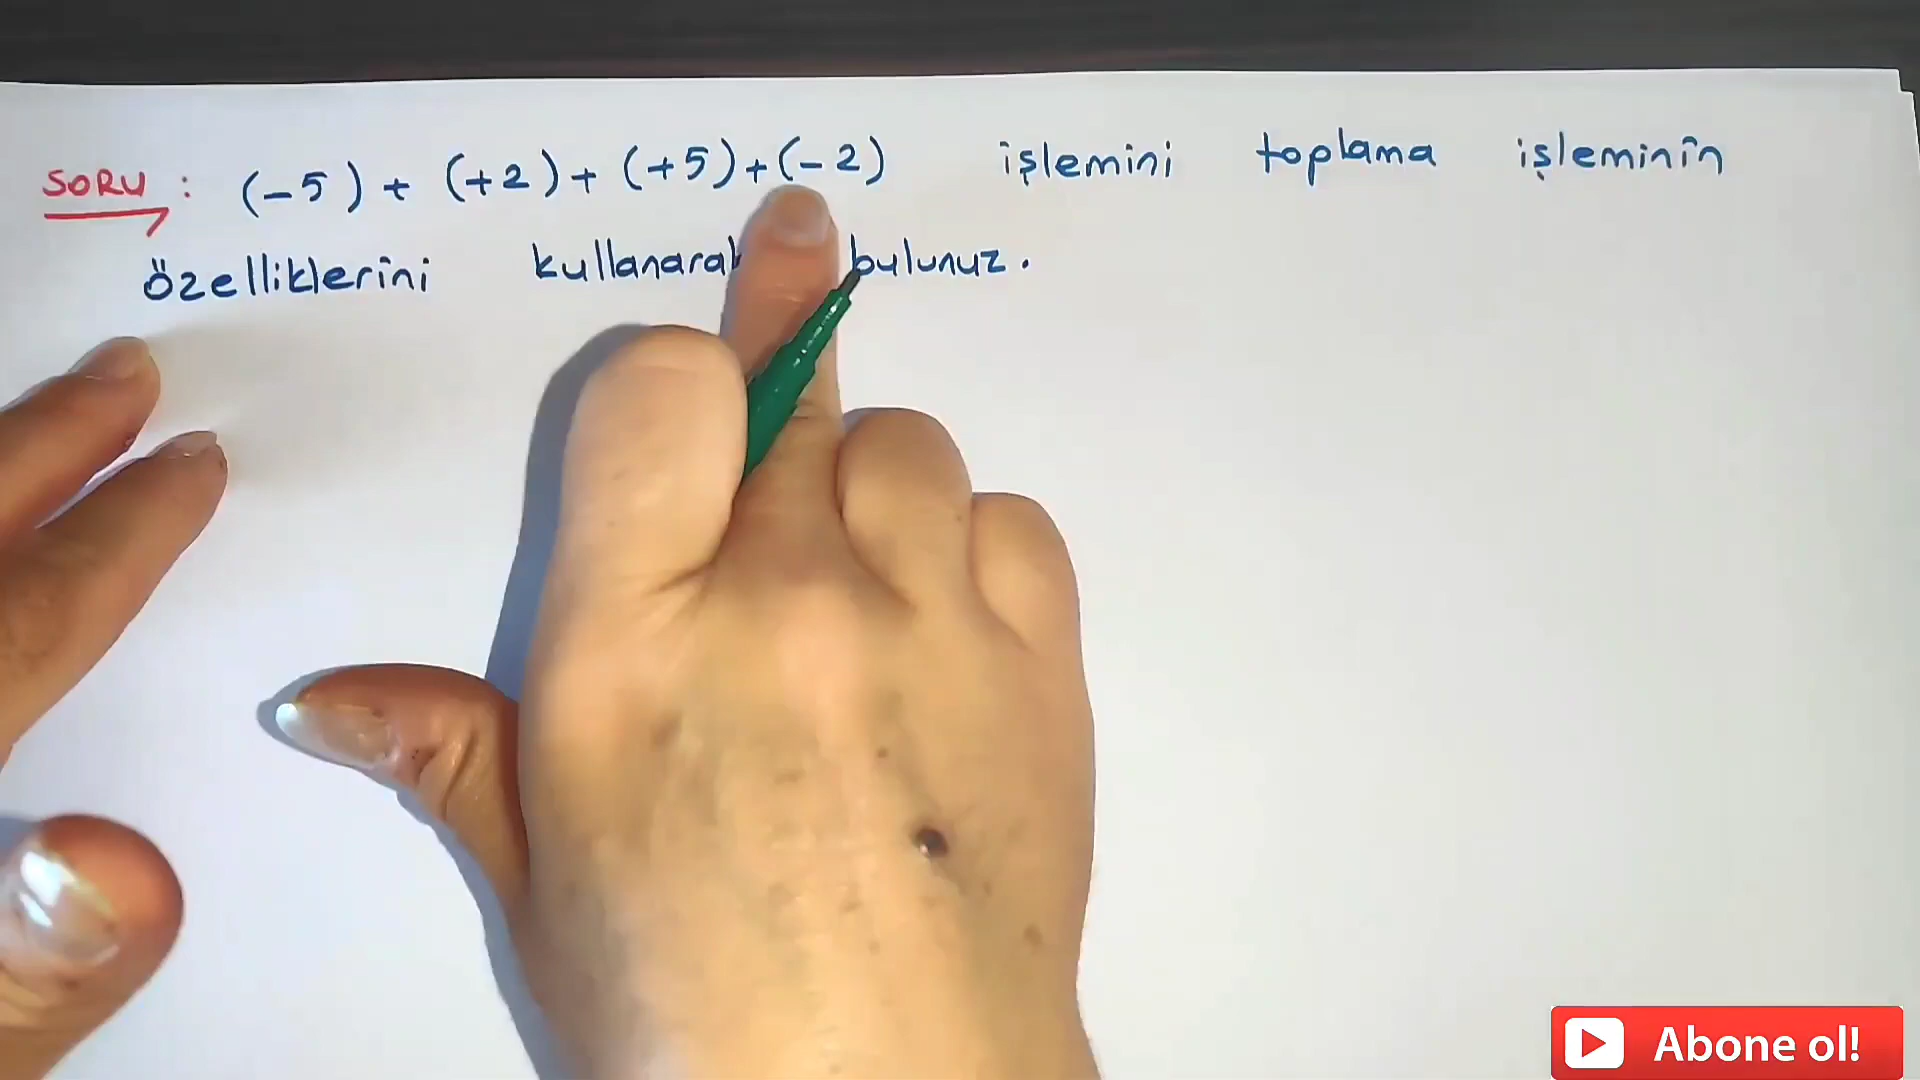 SORU : (-5) + (+2) + (+5) + (-2) işlemini toplama işleminin
özelliklerini bulunuz.
Abone ol!